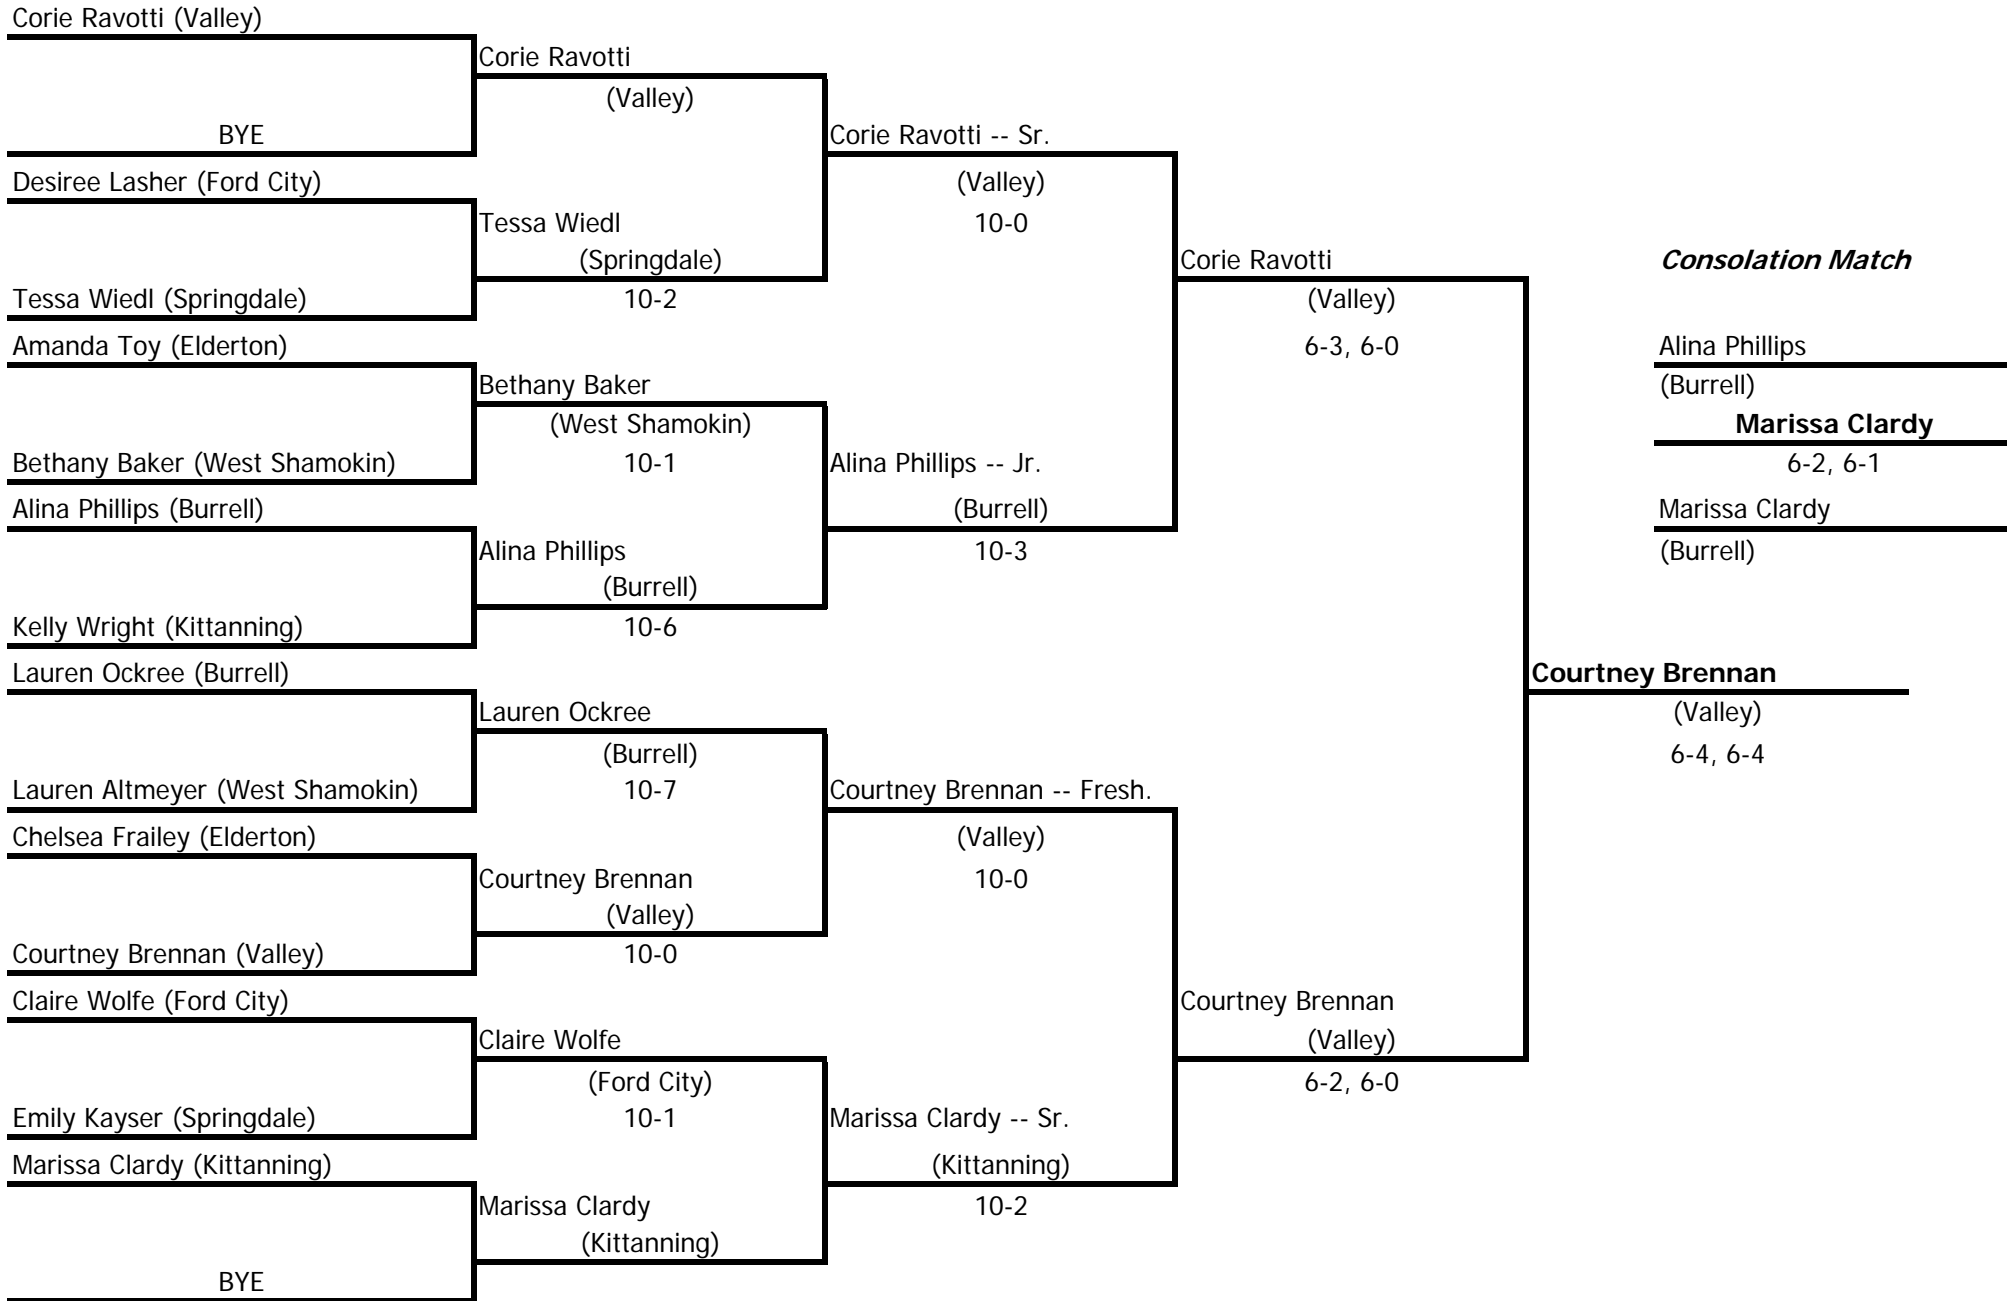 Corie Ravotti (Valley)
BYE
Desiree Lasher (Ford City)
Tessa Wiedl (Springdale)
Amanda Toy (Elderton)
Bethany Baker (West Shamokin)
Alina Phillips (Burrell)
Kelly Wright (Kittanning)
Lauren Ockree (Burrell)
Lauren Altmeyer (West Shamokin)
Chelsea Frailey (Elderton)
Courtney Brennan (Valley)
Claire Wolfe (Ford City)
Emily Kayser (Springdale)
Marissa Clardy (Kittanning)
BYE
Corie Ravotti
(Valley)
Tessa Wiedl
(Springdale)
10-2
Bethany Baker
(West Shamokin)
10-1
Alina Phillips
(Burrell)
10-6
Lauren Ockree
(Burrell)
10-7
Courtney Brennan
(Valley)
10-0
Claire Wolfe
(Ford City)
10-1
Marissa Clardy
(Kittanning)
Corie Ravotti -- Sr.
(Valley)
10-0
Alina Phillips -- Jr.
(Burrell)
10-3
Courtney Brennan -- Fresh.
(Valley)
10-0
Marissa Clardy -- Sr.
(Kittanning)
10-2
Corie Ravotti
(Valley)
6-3, 6-0
Courtney Brennan
(Valley)
6-2, 6-0
Courtney Brennan
(Valley)
6-4, 6-4
Consolation Match
Alina Phillips
(Burrell)
Marissa Clardy
6-2, 6-1
Marissa Clardy
(Burrell)